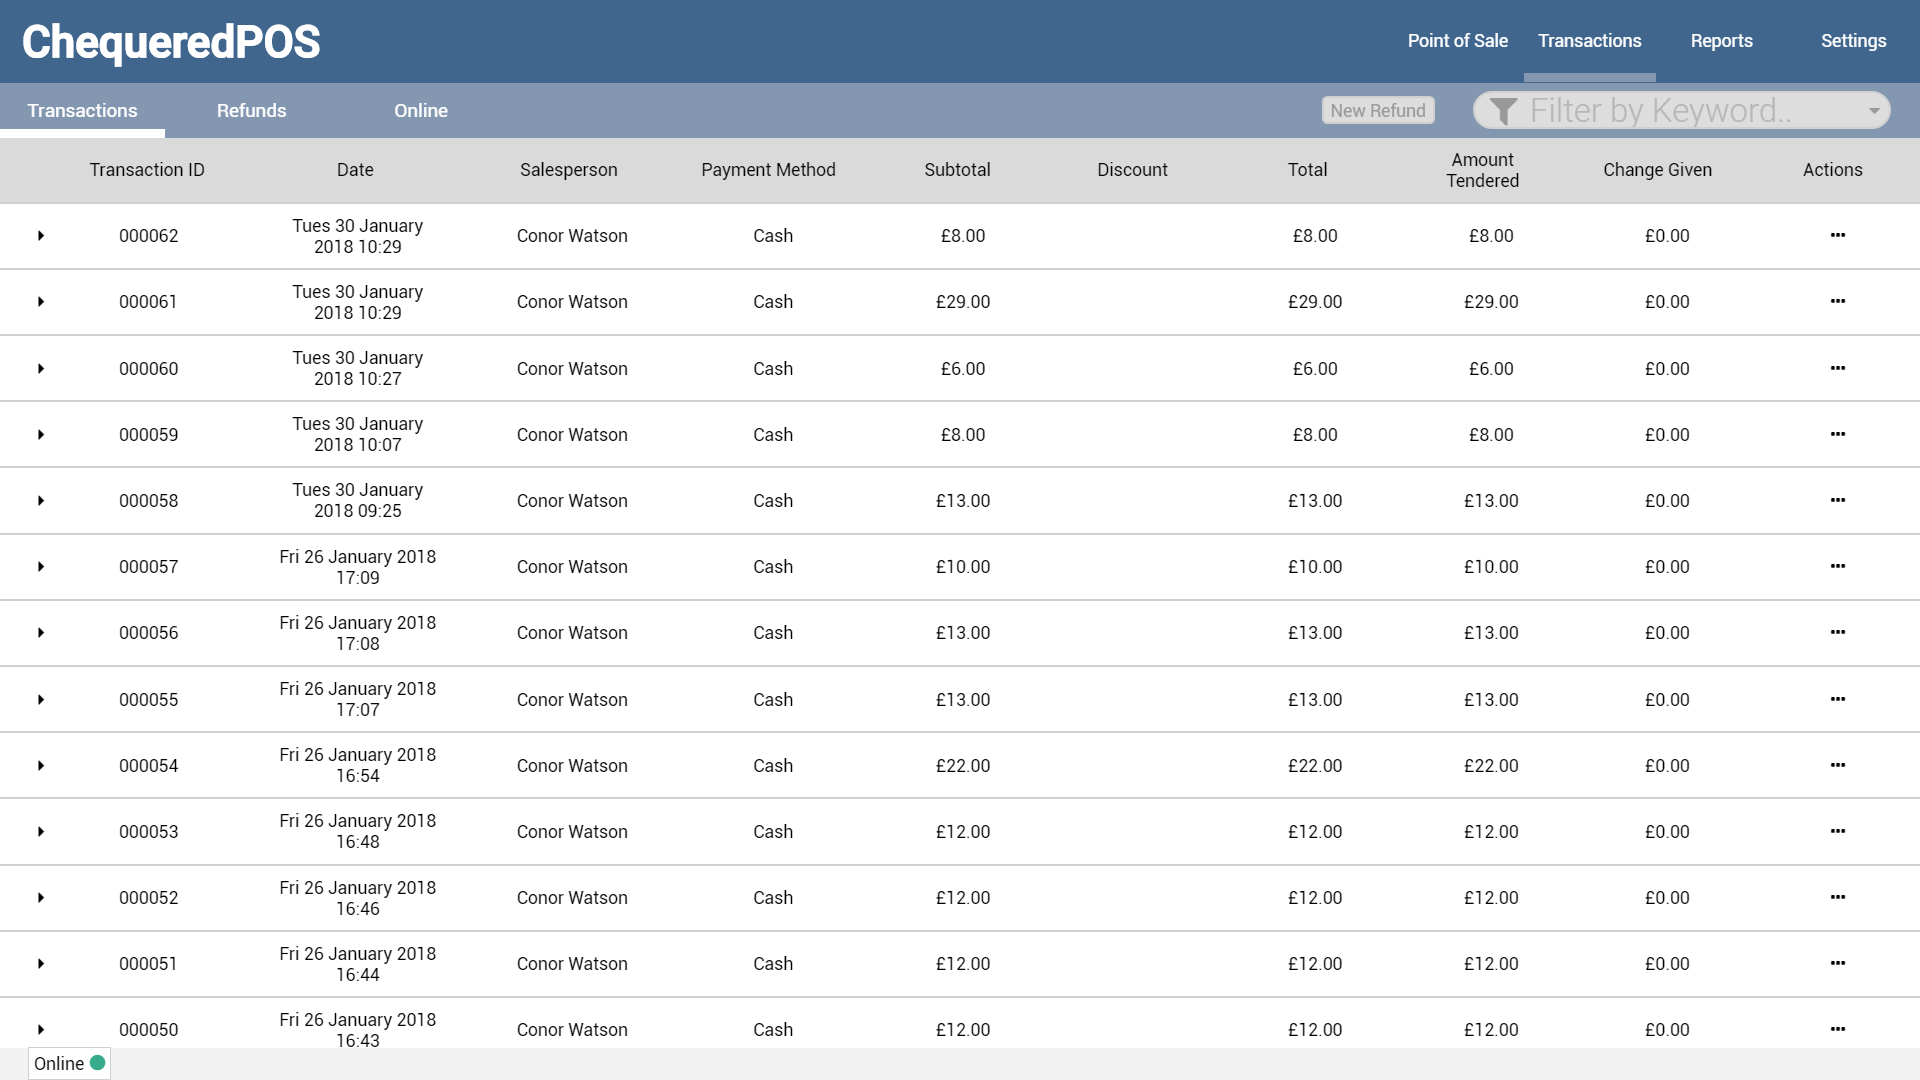 ChequeredPOS
Point of Sale Transactions Reports Settings
Transactions Refunds Online New Refund Filter by Keyword..
Transaction ID Date Salesperson Payment Method Subtotal Discount Total Amount Tendered Change Given Actions
000062 Tues 30 January 2018 10:29 Conor Watson Cash £8.00 £8.00 £8.00 £0.00 ...
000061 Tues 30 January 2018 10:29 Conor Watson Cash £29.00 £29.00 £29.00 £0.00 ...
000060 Tues 30 January 2018 10:27 Conor Watson Cash £6.00 £6.00 £6.00 £0.00 ...
000059 Tues 30 January 2018 10:07 Conor Watson Cash £8.00 £8.00 £8.00 £0.00 ...
000058 Tues 30 January 2018 09:25 Conor Watson Cash £13.00 £13.00 £13.00 £0.00 ...
000057 Fri 26 January 2018 17:09 Conor Watson Cash £10.00 £10.00 £10.00 £0.00 ...
000056 Fri 26 January 2018 17:08 Conor Watson Cash £13.00 £13.00 £13.00 £0.00 ...
000055 Fri 26 January 2018 17:07 Conor Watson Cash £13.00 £13.00 £13.00 £0.00 ...
000054 Fri 26 January 2018 16:54 Conor Watson Cash £22.00 £22.00 £22.00 £0.00 ...
000053 Fri 26 January 2018 16:48 Conor Watson Cash £12.00 £12.00 £12.00 £0.00 ...
000052 Fri 26 January 2018 16:46 Conor Watson Cash £12.00 £12.00 £12.00 £0.00 ...
000051 Fri 26 January 2018 16:44 Conor Watson Cash £12.00 £12.00 £12.00 £0.00 ...
000050 Fri 26 January 2018 16:43 Conor Watson Cash £12.00 £12.00 £12.00 £0.00 ...
Online